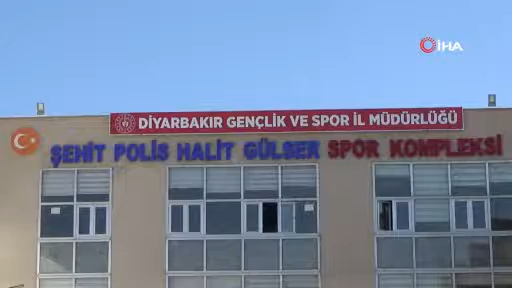 İHA
DİYARBAKIR GENÇLİK VE SPOR İL MÜDÜRLÜĞÜ
ŞEHİT POLİS HALİT GÜLSER SPOR KOMPLEKSİ